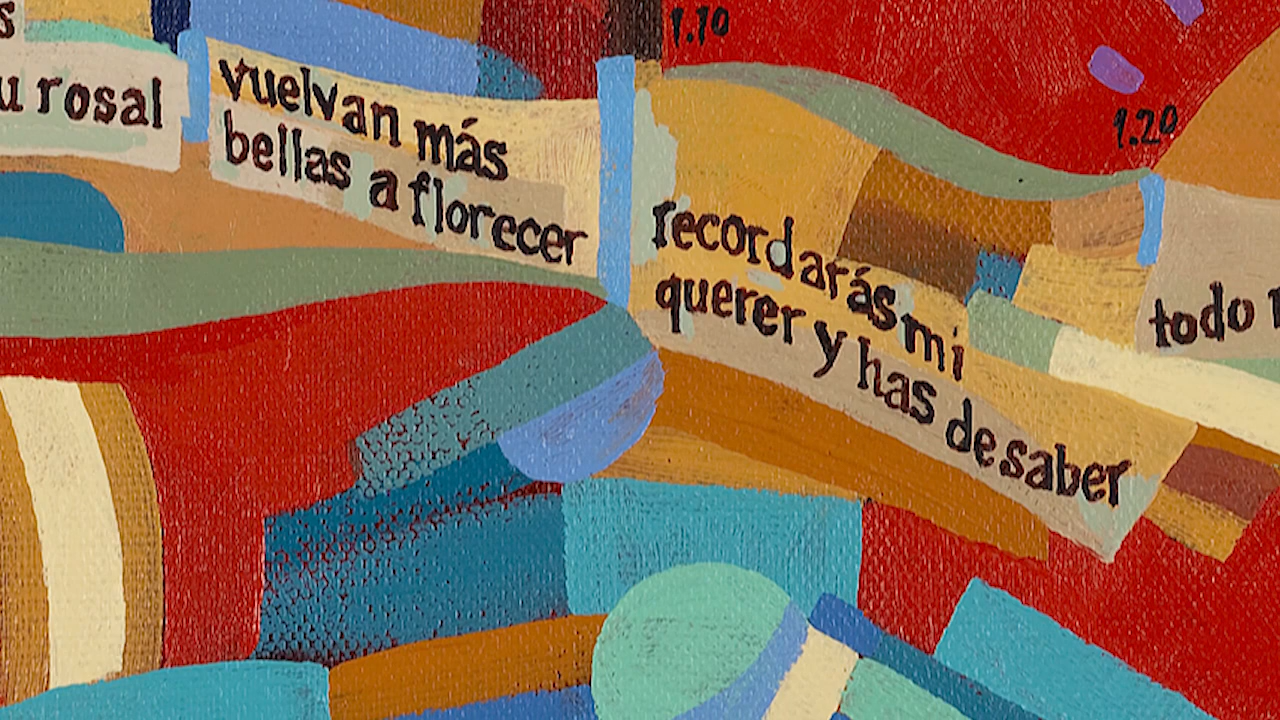 1.10
1.20
u rosal
vuelvan más
bellas a florecer
recordarás mi
querer y has de saber
todo